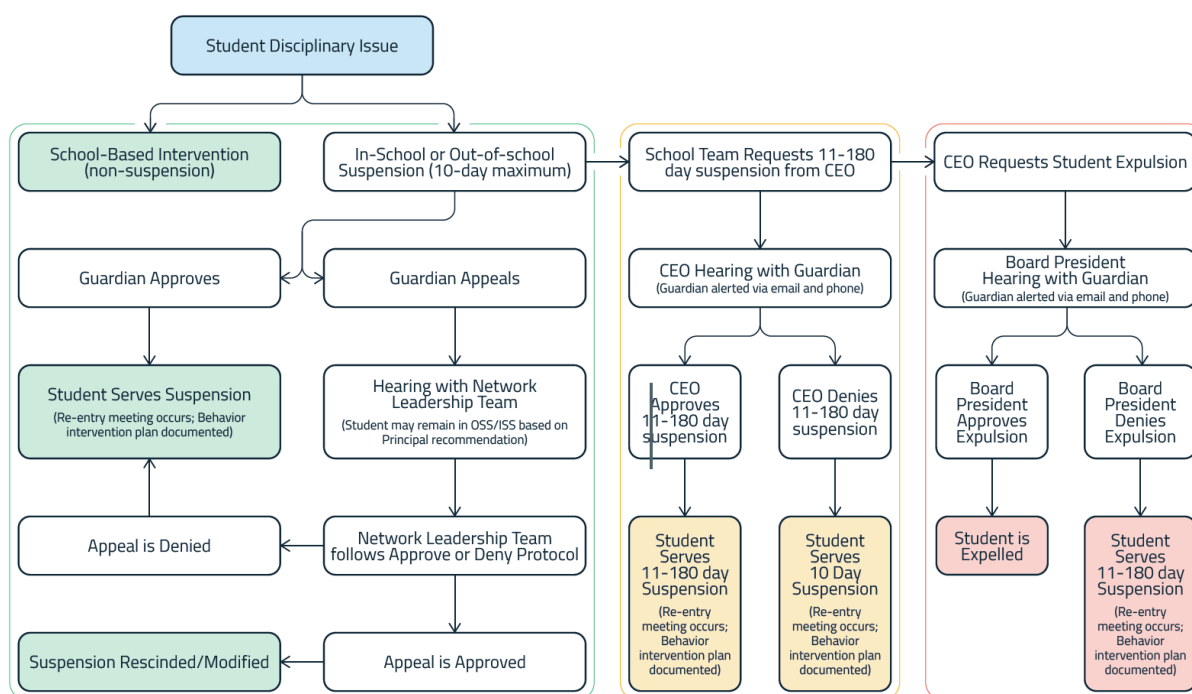 Student Disciplinary Issue
School-Based Intervention
(non-suspension)
In-School or Out-of-school
Suspension (10-day maximum)
School Team Requests 11-180
day suspension from CEO
CEO Requests Student Expulsion
Guardian Approves
Guardian Appeals
CEO Hearing with Guardian
(Guardian alerted via email and phone)
Board President
Hearing with Guardian
(Guardian alerted via email and phone)
Student Serves Suspension
(Re-entry meeting occurs; Behavior
intervention plan documented)
Hearing with Network
Leadership Team
(Student may remain in OSS/ISS based on
Principal recommendation)
CEO
Approves
11-180 day
suspension
CEO Denies
11-180 day
suspension
Board
President
Approves
Expulsion
Board
President
Denies
Expulsion
Appeal is Denied
Network Leadership Team
follows Approve or Deny Protocol
Student
Serves
11-180 day
Suspension
(Re-entry
meeting occurs;
Behavior
intervention plan
documented)
Student
Serves
10 Day
Suspension
(Re-entry
meeting occurs;
Behavior
intervention plan
documented)
Student is
Expelled
Student
Serves
11-180 day
Suspension
(Re-entry
meeting occurs;
Behavior
intervention plan
documented)
Suspension Rescinded/Modified
Appeal is Approved